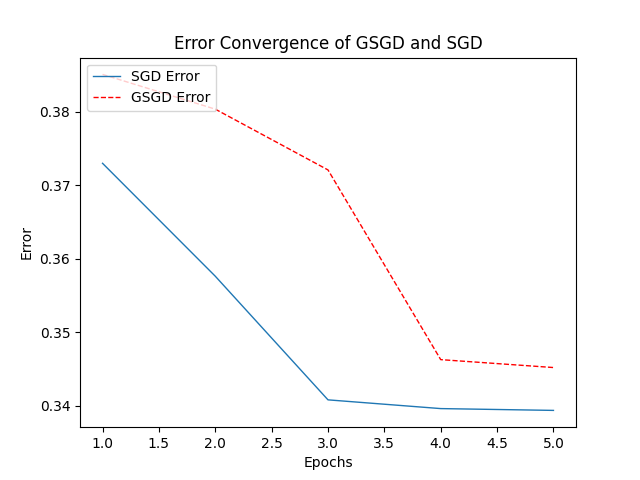 Error Convergence of GSGD and SGD
SGD Error
GSGD Error
0.38
0.37
0.36
0.35
0.34
Error
1.0 1.5 2.0 2.5 3.0 3.5 4.0 4.5 5.0
Epochs